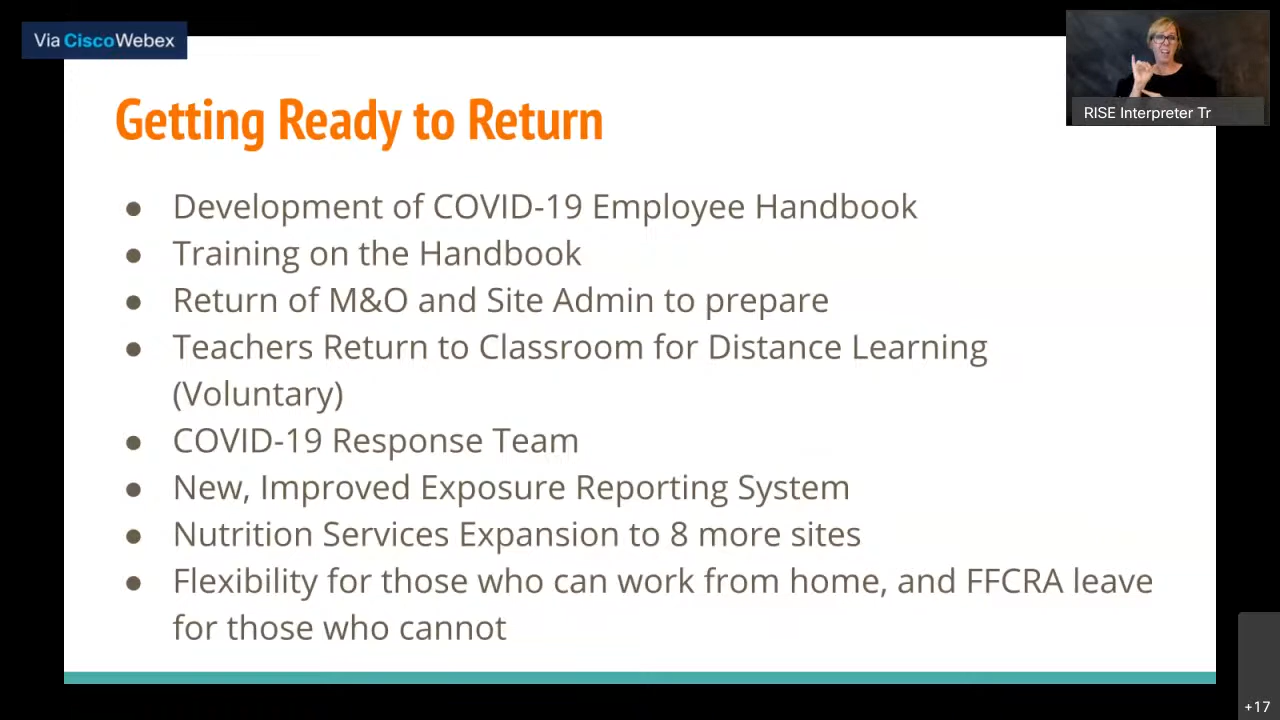 Via CiscoWebex
RISE Interpreter Tr
Getting Ready to Return
● Development of COVID-19 Employee Handbook
● Training on the Handbook
● Return of M&O and Site Admin to prepare
● Teachers Return to Classroom for Distance Learning
(Voluntary)
● COVID-19 Response Team
● New, Improved Exposure Reporting System
● Nutrition Services Expansion to 8 more sites
● Flexibility for those who can work from home, and FFCRA leave
for those who cannot
+17